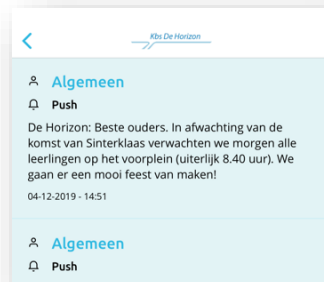 Kbs De Horizon
Algemeen
Push
De Horizon: Beste ouders. In afwachting van de
komst van Sinterklaas verwachten we morgen alle
leerlingen op het voorplein (uiterlijk 8.40 uur). We
gaan er een mooi feest van maken!
04-12-2019 - 14:51
Algemeen
Push